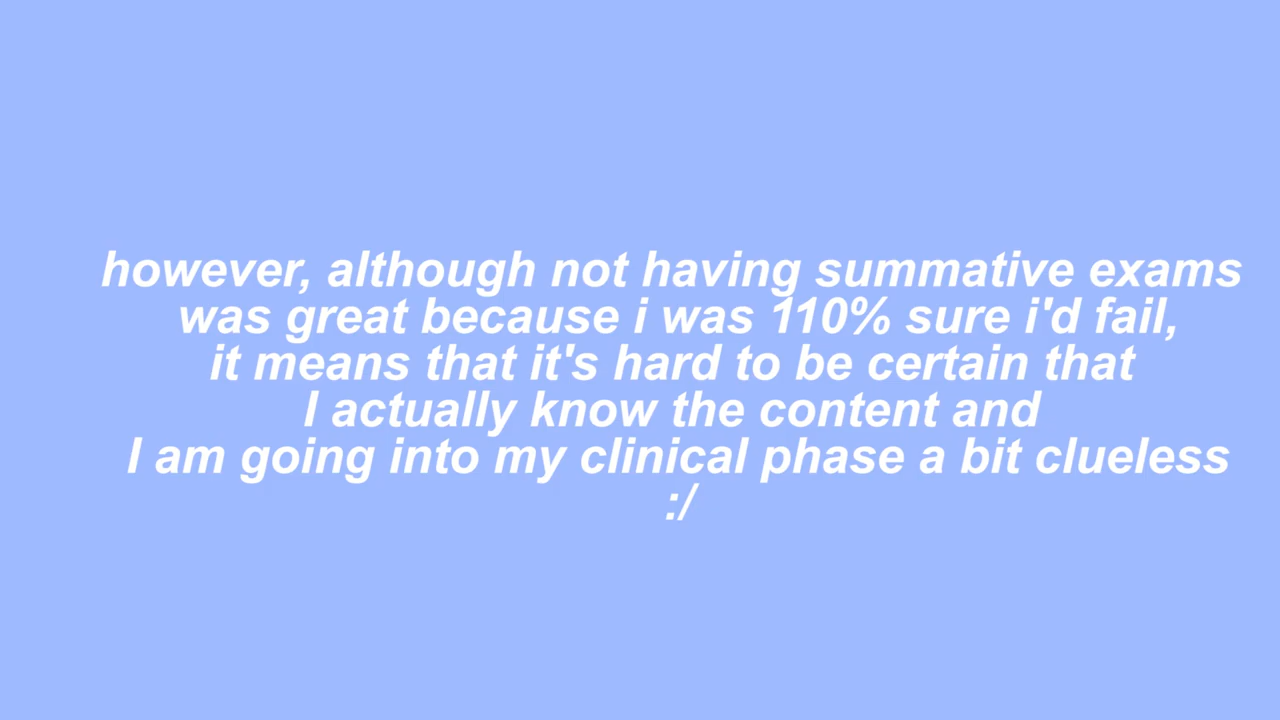 however, although not having summative exams
was great because i was 110% sure i'd fail,
it means that it's hard to be certain that
I actually know the content and
I am going into my clinical phase a bit clueless
:/